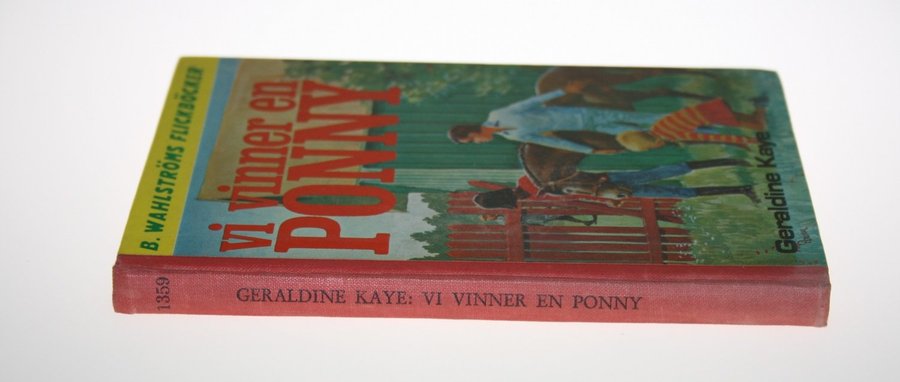 B. WAHLSTRÖMS FLICKBÖCKER
vi vinner en
PONNY
Geraldine Kaye
1359
GERALDINE KAYE: VI VINNER EN PONNY